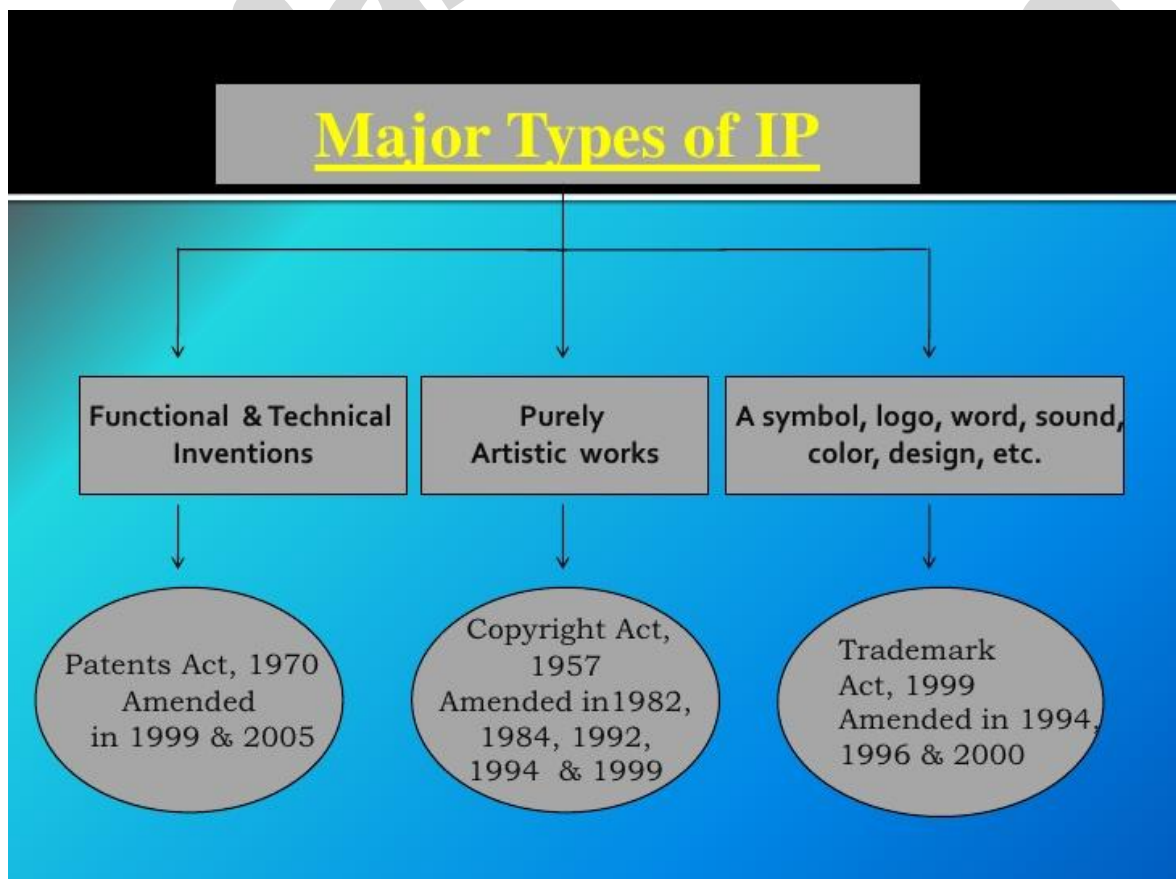 Major Types of IP
Functional & Technical
Inventions
Purely
Artistic works
A symbol, logo, word, sound,
color, design, etc.
Patents Act, 1970
Amended
in 1999 & 2005
Copyright Act,
1957
Amended in1982,
1984, 1992,
1994 & 1999
Trademark
Act, 1999
Amended in 1994,
1996 & 2000